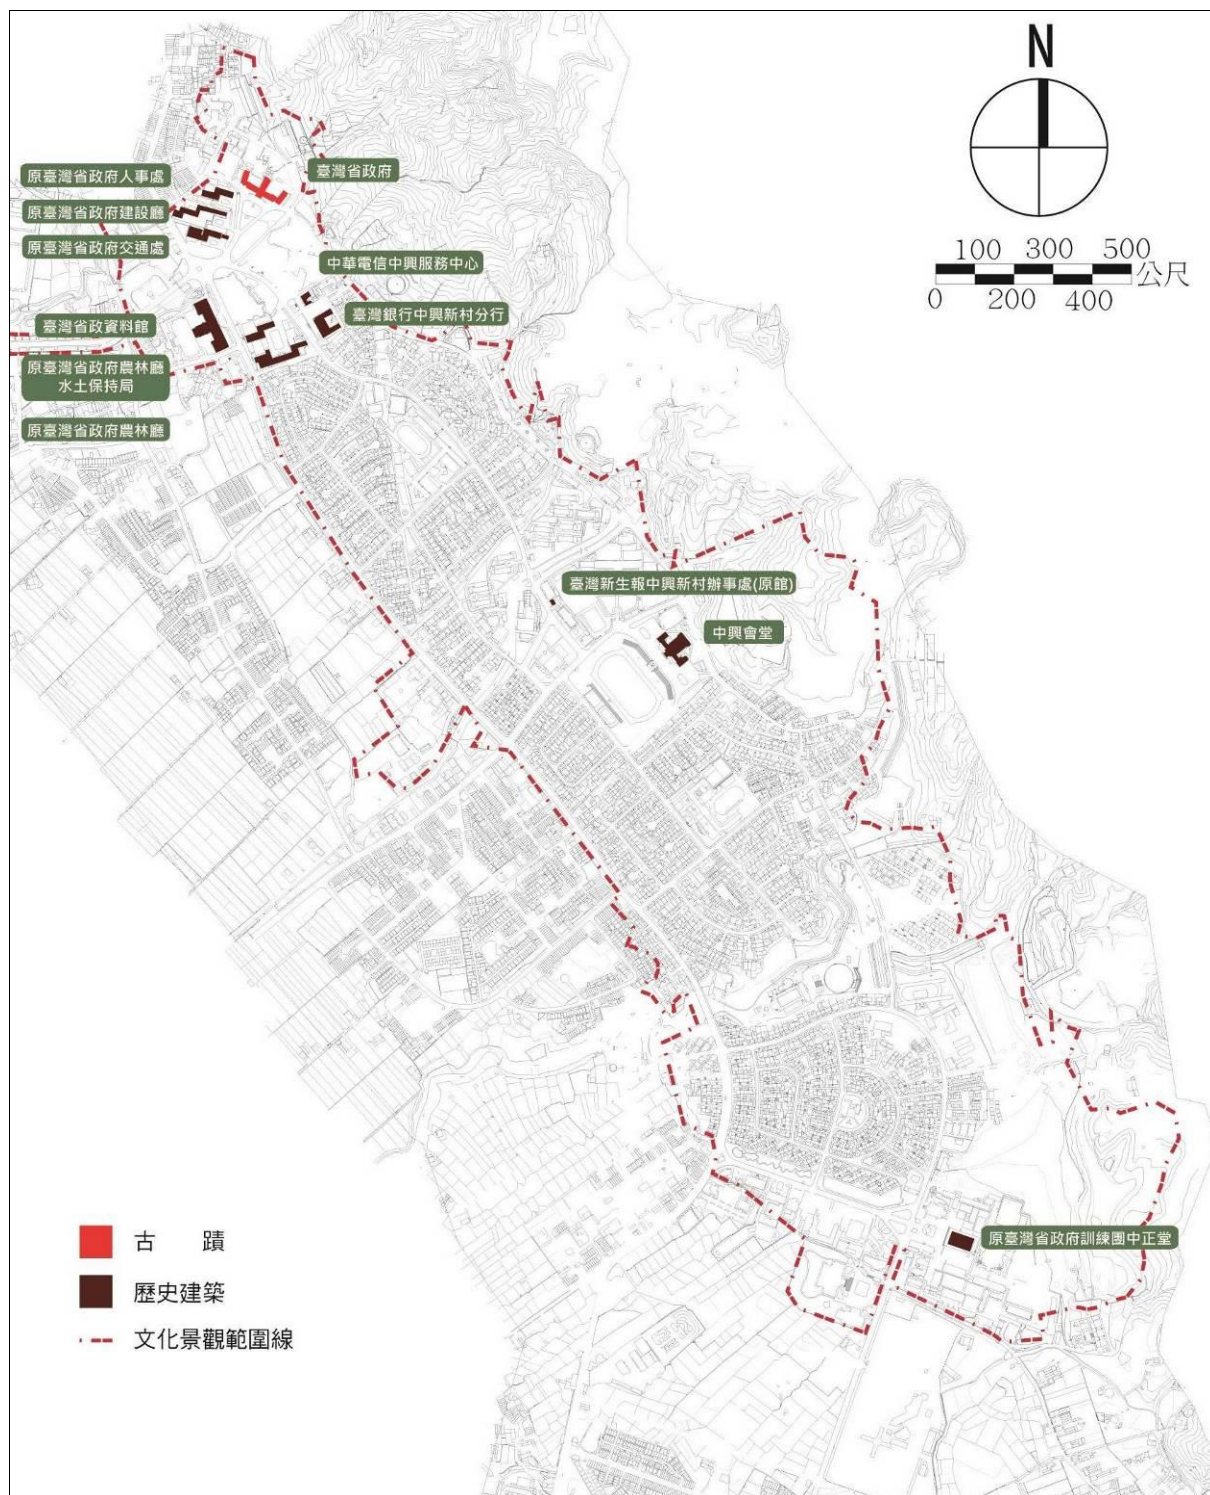 N
100 300 500
公尺
0 200 400
原臺灣省政府人事處
臺灣省政府
原臺灣省政府建設廳
原臺灣省政府交通處
中華電信中興服務中心
臺灣省政資料館
臺灣銀行中興新村分行
原臺灣省政府農林廳
水土保持局
原臺灣省政府農林廳
臺灣新生報中興新村辦事處(原館)
中興會堂
原臺灣省政府訓練團中正堂
古 蹟
歷史建築
文化景觀範圍線